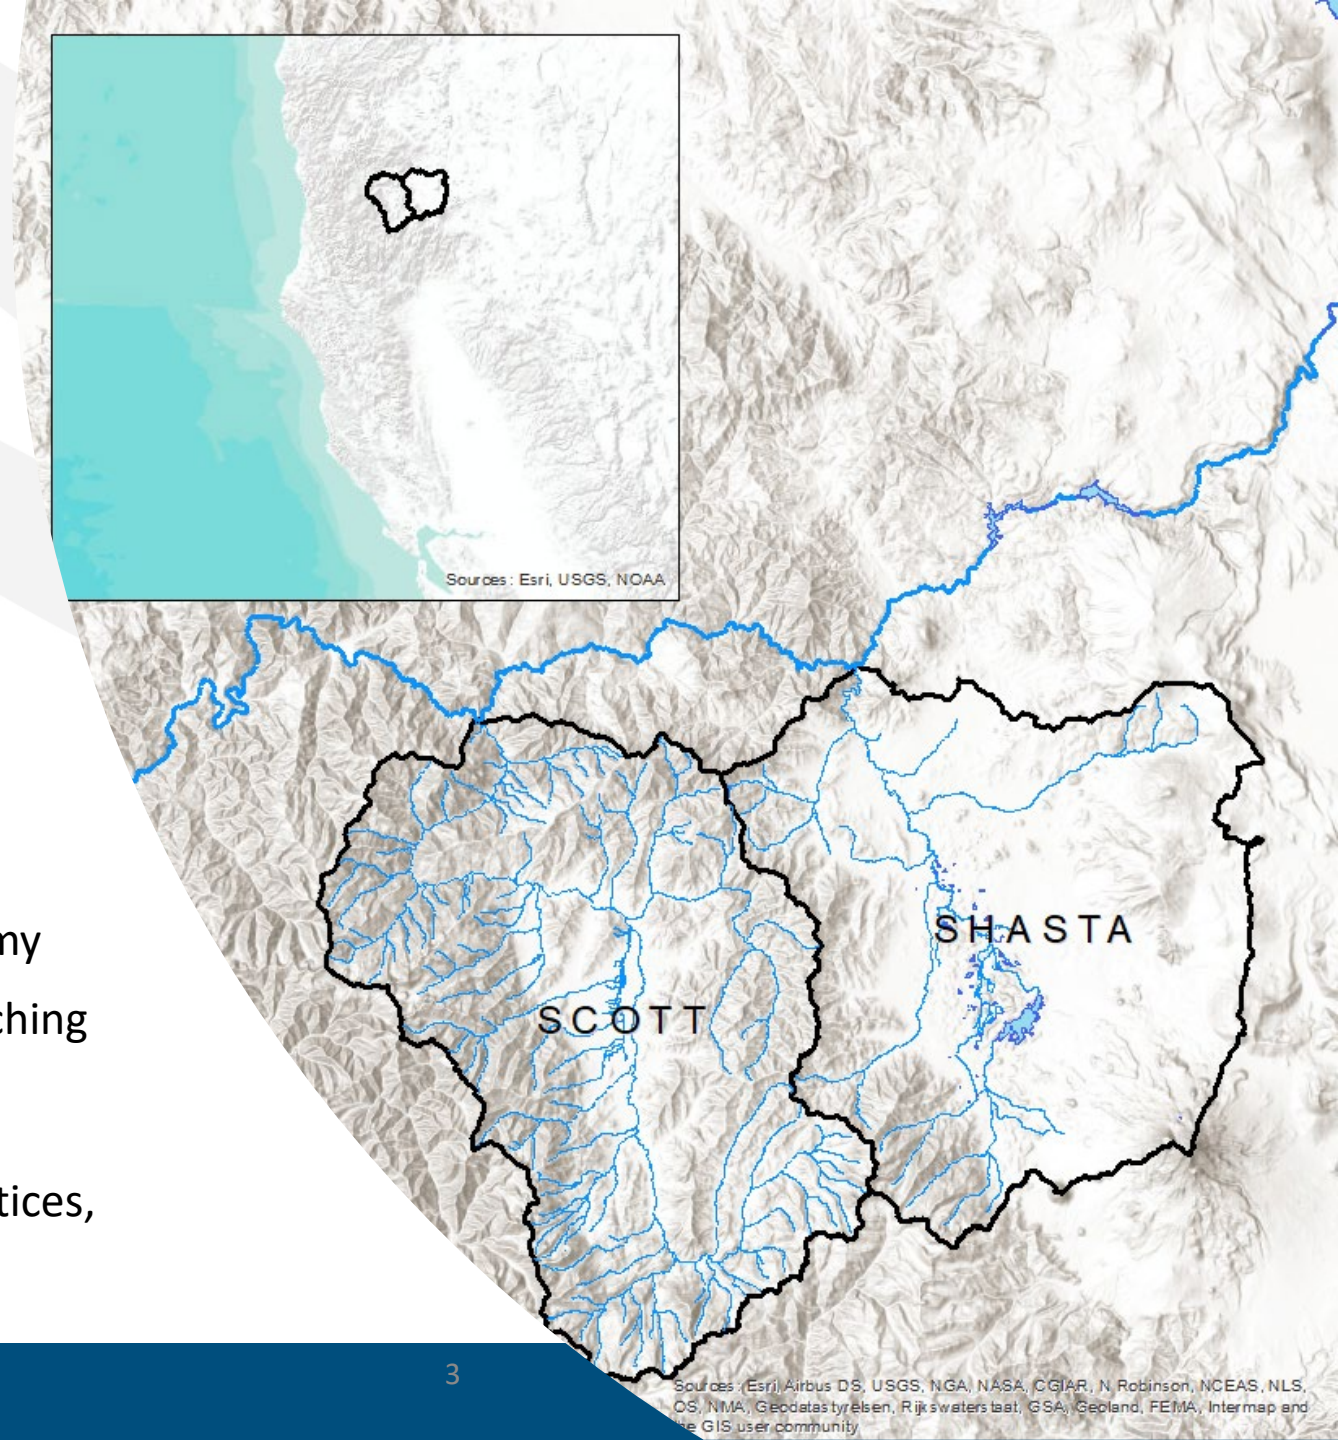 Sources: Esri, USGS, NOAA
SHASTA
SCOTT
my
ching
tices,
3
Sources: Esri, Airbus DS, USGS, NGA, NASA, CGIAR, N Robinson, NCEAS, NLS,
OS, NMA, Geodatastyrelsen, Rijkswaterstaat, GSA, Geoland, FEMA, Intermap and
e GIS user community